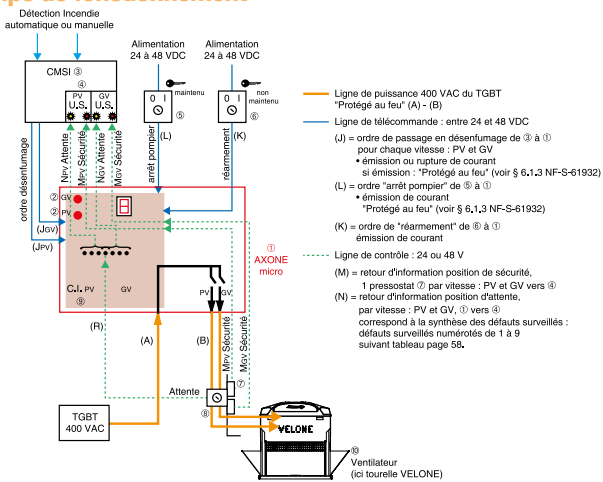 Détection Incendie
automatique ou manuelle
Alimentation
24 à 48 VDC
Alimentation
24 à 48 VDC
CMSI ③
④
PV
U.S.
GV
U.S.
0 I
maintenu
⑤
0 I
non
maintenu
⑥
(L)
(K)
ordre désenfumage
NPV Attente
MPV Sécurité
NGV Attente
MGV Sécurité
arrêt pompier
réarmement
② GV
② PV
(JGV)
(JPV)
①
AXONE
micro
C.I. PV GV
⑨
PV GV
(R)
(A)
(B)
MPV Sécurité
MGV Sécurité
Attente
⑦
⑧
TGBT
400 VAC
VELONE
⑩
Ventilateur
(ici tourelle VELONE)
Ligne de puissance 400 VAC du TGBT
"Protégé au feu" (A) - (B)
Ligne de télécommande : entre 24 et 48 VDC
(J) = ordre de passage en désenfumage de ③ à ①
pour chaque vitesse : PV et GV
• émission ou rupture de courant
si émission : "Protégé au feu" (voir § 6.1.3 NF-S-61932)
(L) = ordre "arrêt pompier" de ⑤ à ①
• émission de courant
"Protégé au feu" (voir § 6.1.3 NF-S-61932)
(K) = ordre de "réarmement" de ⑥ à ①
émission de courant
Ligne de contrôle : 24 ou 48 V
(M) = retour d'information position de sécurité,
1 pressostat ⑦ par vitesse : PV et GV vers ④
(N) = retour d'information position d'attente,
par vitesse : PV et GV, ① vers ④
correspond à la synthèse des défauts surveillés :
défauts surveillés numérotés de 1 à 9
suivant tableau page 58.